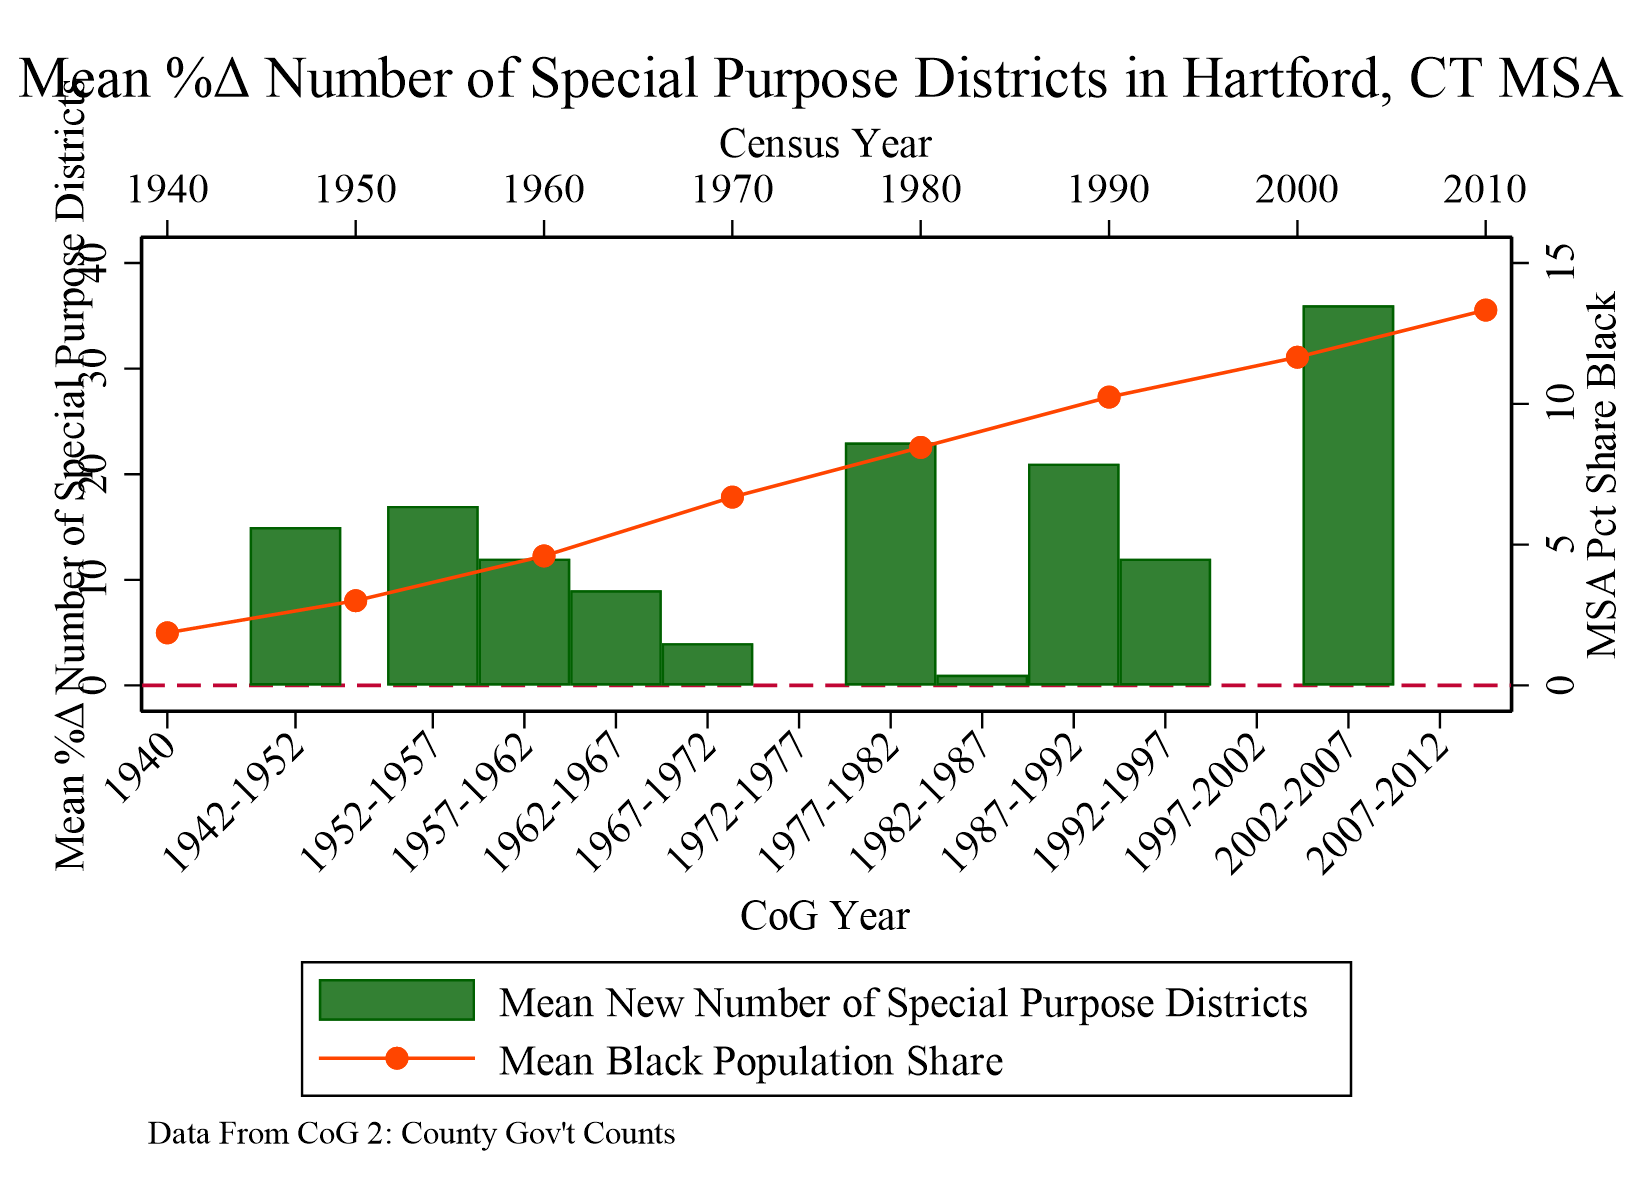 Mean %Δ Number of Special Purpose Districts in Hartford, CT MSA
Census Year
1940 1950 1960 1970 1980 1990 2000 2010
Mean %Δ Number of Special Purpose Districts
40
30
20
10
0
15
10
5
0
MSA Pct Share Black
1940 1942-1952 1952-1957 1957-1962 1962-1967 1967-1972 1972-1977 1977-1982 1982-1987 1987-1992 1992-1997 1997-2002 2002-2007 2007-2012
CoG Year
Mean New Number of Special Purpose Districts
Mean Black Population Share
Data From CoG 2: County Gov't Counts